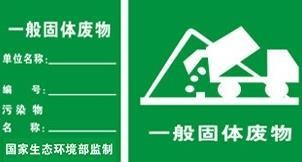 一般固体废物
单位名称:
编 号:
污 染 物
名 称:
国家生态环境部监制
一般固体废物